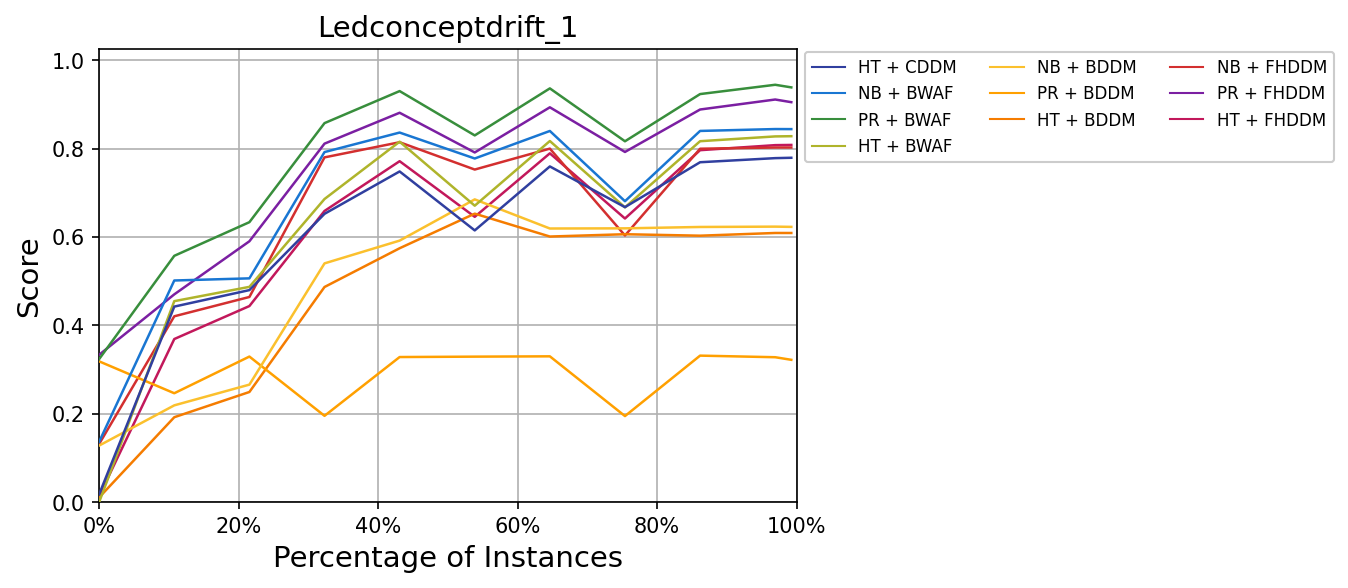 Ledconceptdrift_1
1.0
0.8
0.6
0.4
0.2
0.0
Score
0% 20% 40% 60% 80% 100%
Percentage of Instances
HT + CDDM
NB + BWAF
PR + BWAF
HT + BWAF
NB + BDDM
PR + BDDM
HT + BDDM
NB + FHDDM
PR + FHDDM
HT + FHDDM